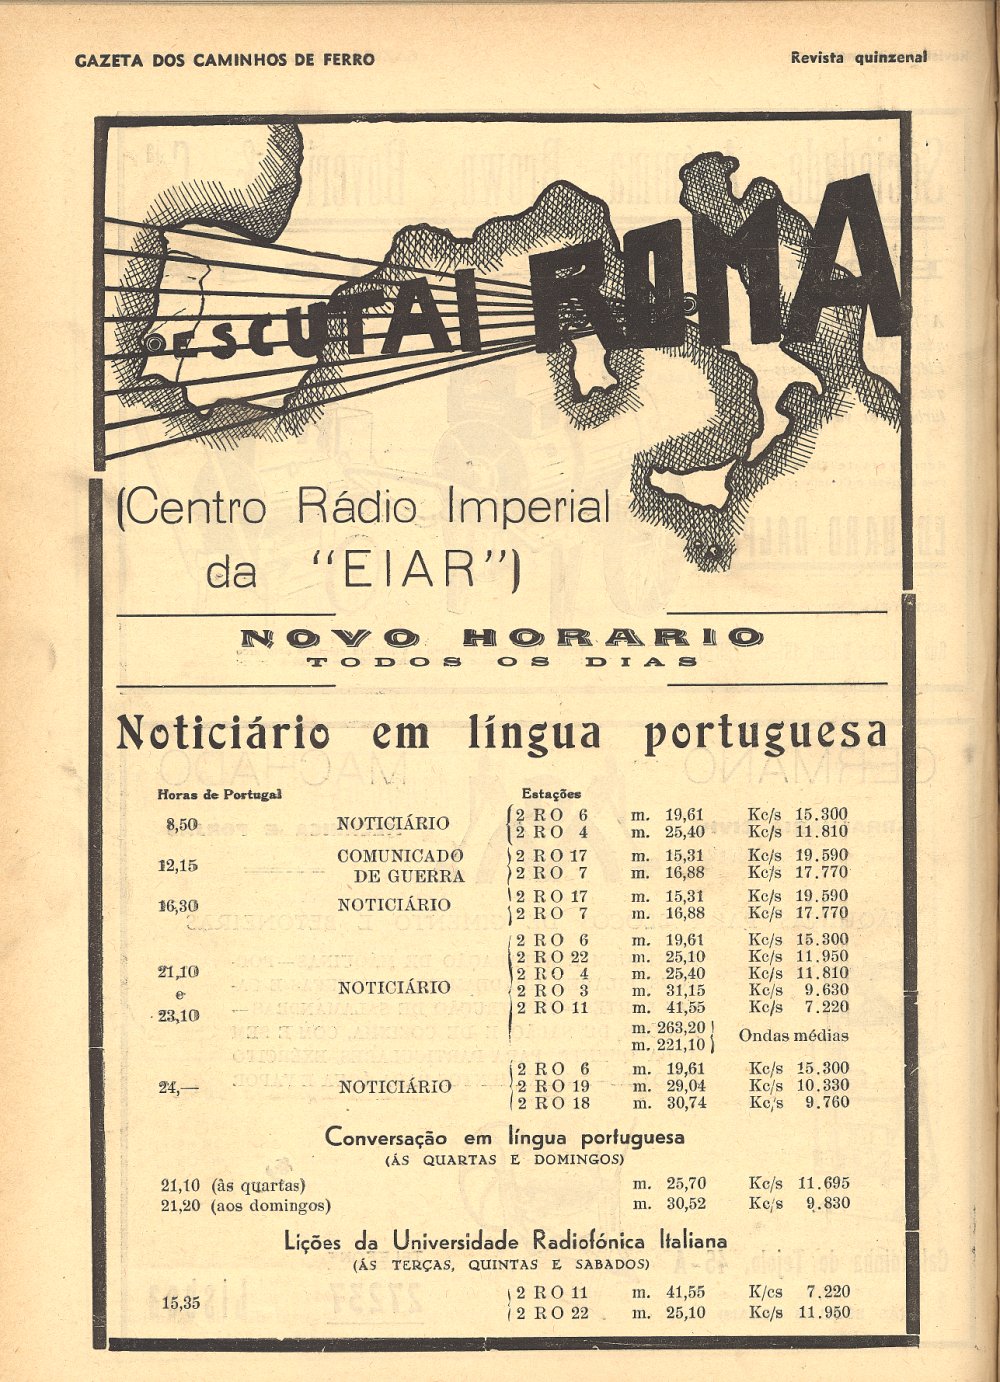 GAZETA DOS CAMINHOS DE FERRO Revista quinzenal
ESCUTAI ROMA
(Centro Rádio Imperial
da "EIAR")
NOVO HORARIO
TODOS OS DIAS
Noticiário em língua portuguesa
Horas de Portugal Estações
8,50 NOTICIÁRIO 2 RO 6 m. 19,61 Kc/s 15.300
2 RO 4 m. 25,40 Kc/s 11.810
12,15 COMUNICADO DE GUERRA 2 RO 17 m. 15,31 Kc/s 19.590
2 RO 7 m. 16,88 Kc/s 17.770
16,30 NOTICIÁRIO 2 RO 17 m. 15,31 Kc/s 19.590
2 RO 7 m. 16,88 Kc/s 17.770
21,10 e 23,10 NOTICIÁRIO 2 RO 6 m. 19,61 Kc/s 15.300
2 RO 22 m. 25,10 Kc/s 11.950
2 RO 4 m. 25,40 Kc/s 11.810
2 RO 3 m. 31,15 Kc/s 9.630
2 RO 11 m. 41,55 Kc/s 7.220
m. 263,20
m. 221,10 Ondas médias
24,— NOTICIÁRIO 2 RO 6 m. 19,61 Kc/s 15.300
2 RO 19 m. 29,04 Kc/s 10.330
2 RO 18 m. 30,74 Kc/s 9.760
Conversação em língua portuguesa
(ÁS QUARTAS E DOMINGOS)
21,10 (às quartas) m. 25,70 Kc/s 11.695
21,20 (aos domingos) m. 30,52 Kc/s 9.830
Lições da Universidade Radiofónica Italiana
(ÁS TERÇAS, QUINTAS E SABADOS)
15,35 2 RO 11 m. 41,55 K/cs 7.220
2 RO 22 m. 25,10 Kc/s 11.950